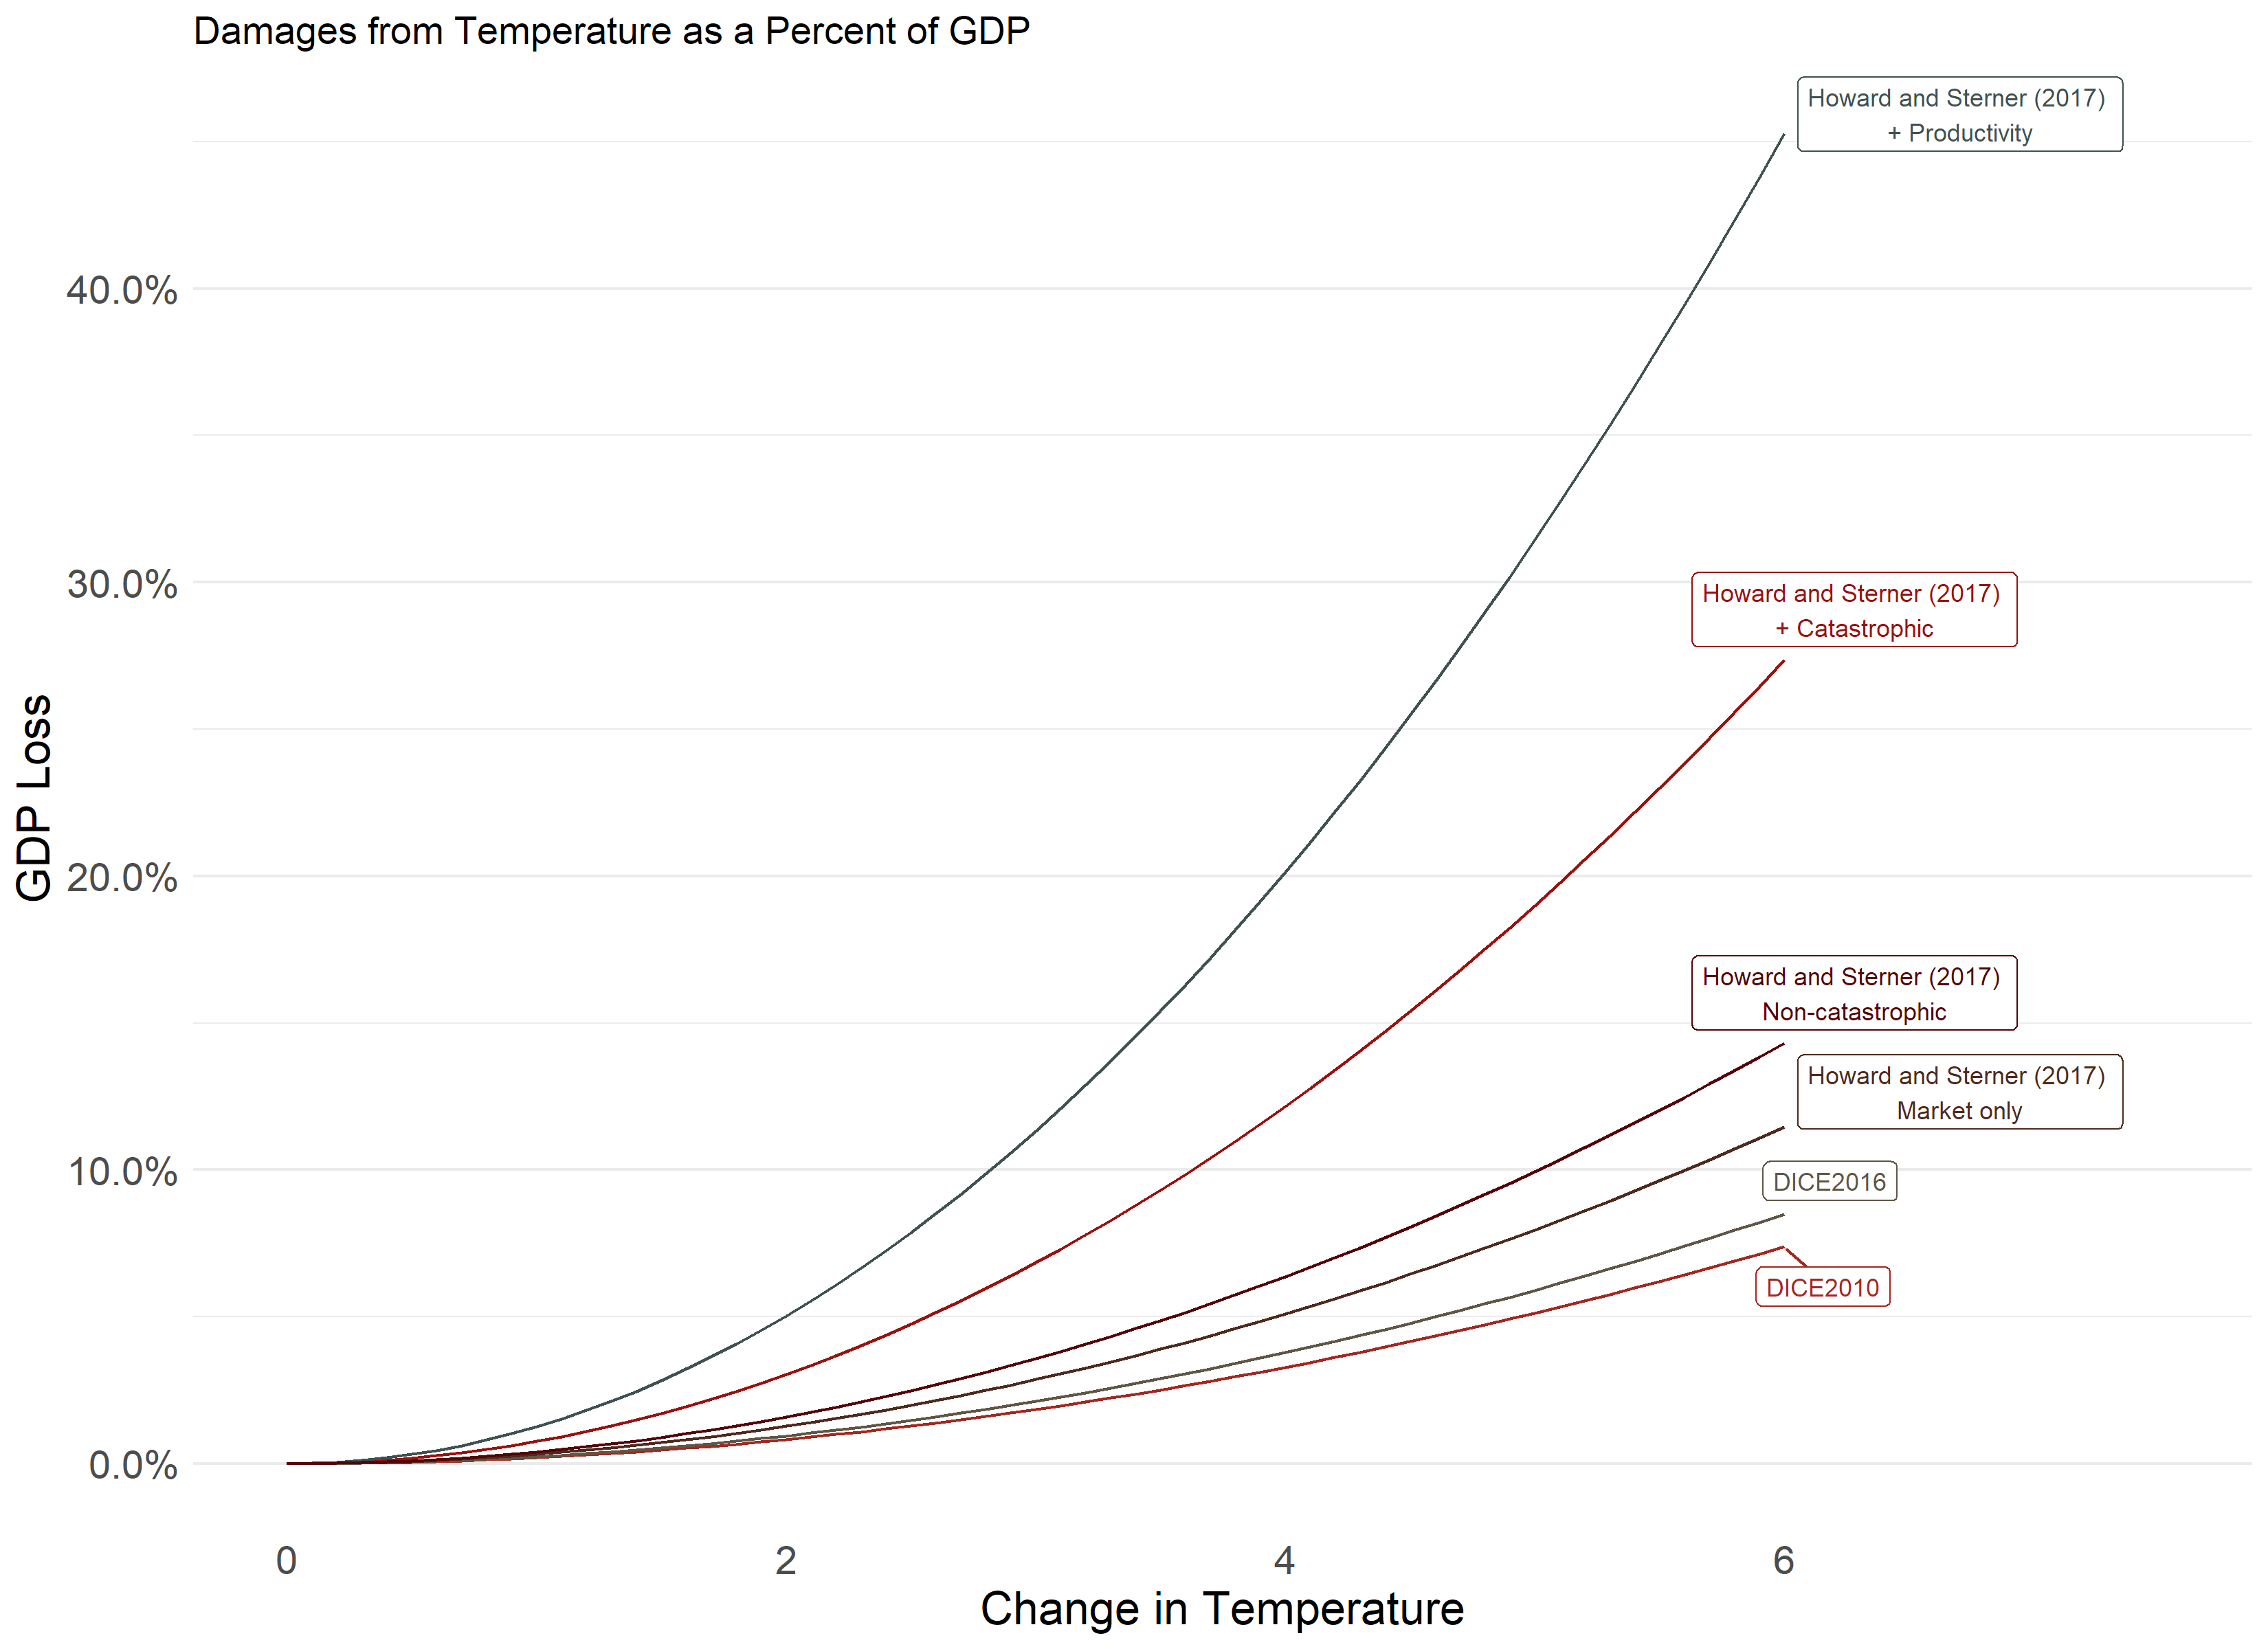 Damages from Temperature as a Percent of GDP
Howard and Sterner (2017)
+ Productivity
40.0%
30.0%
Howard and Sterner (2017)
+ Catastrophic
GDP Loss
20.0%
Howard and Sterner (2017)
Non-catastrophic
Howard and Sterner (2017)
Market only
10.0%
DICE2016
DICE2010
0.0%
0 2 4 6
Change in Temperature